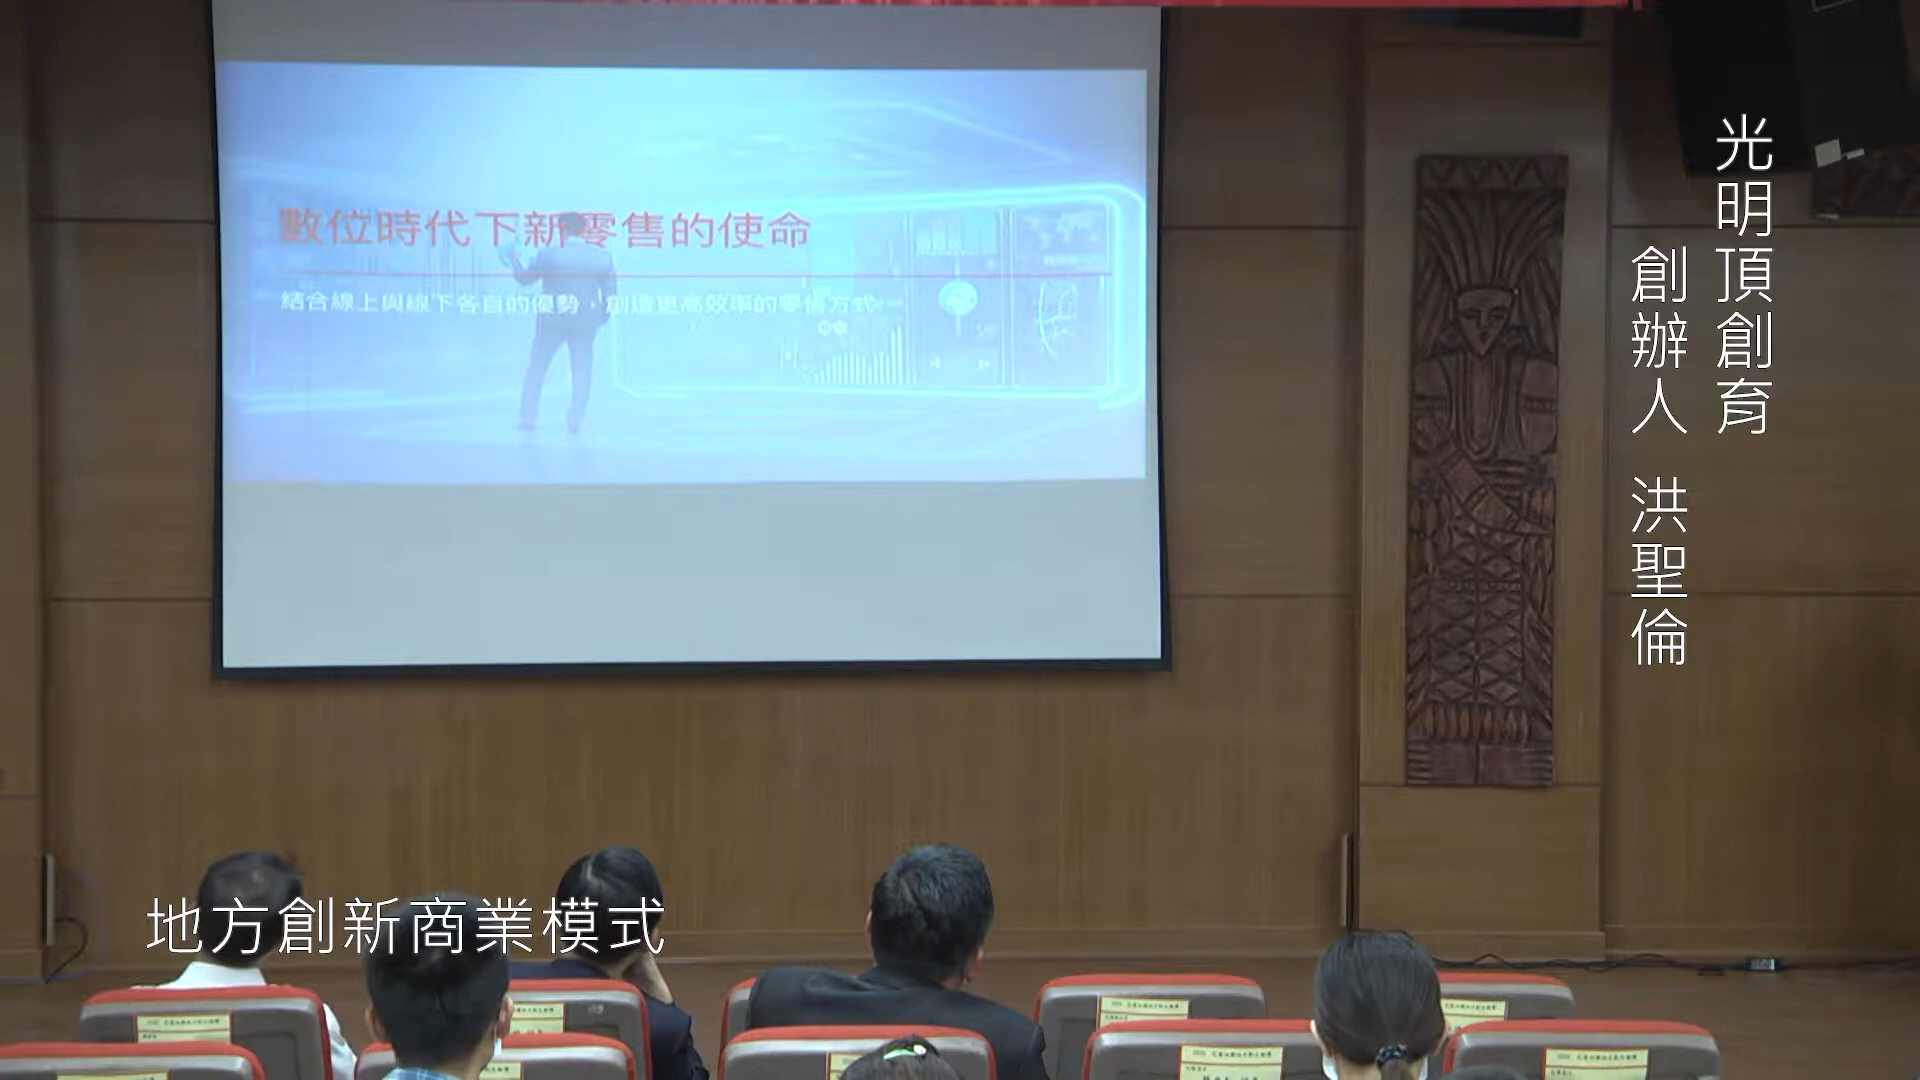 數位時代下新零售的使命
結合線上與線下各自的優勢，創造更高效率的零售方式
光明頂創育
創辦人 洪聖倫
地方創新商業模式